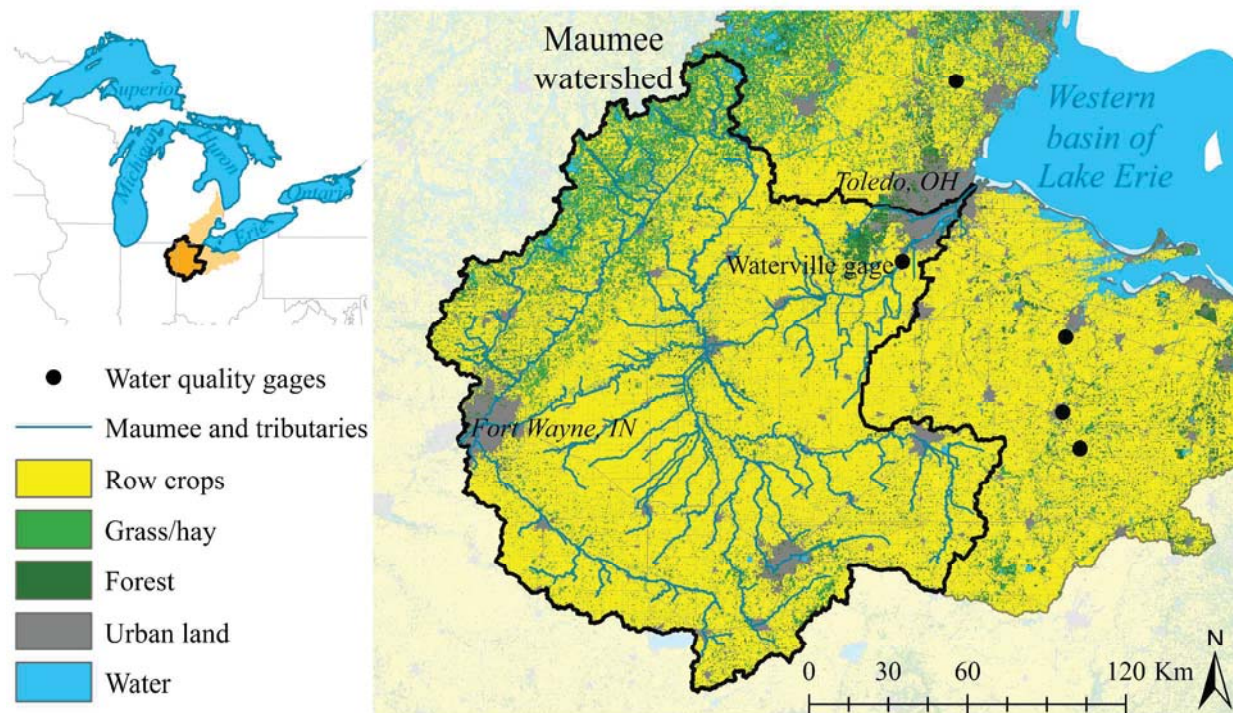 Superior
Michigan
Huron
Ontario
Erie
Water quality gages
Maumee and tributaries
Row crops
Grass/hay
Forest
Urban land
Water
Maumee
watershed
Western
basin of
Lake Erie
Toledo, OH
Waterville gage
Fort Wayne, IN
N
0 30 60 120 Km